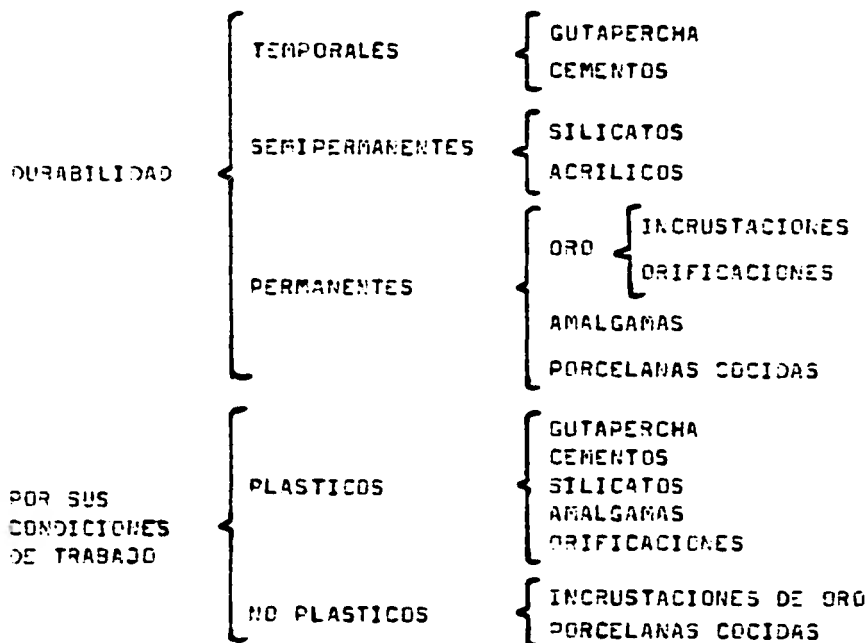 TEMPORALES
GUTAPERCHA
CEMENTOS
DURABILIDAD
SEMIPERMANENTES
SILICATOS
ACRILICOS
PERMANENTES
ORO
INCRUSTACIONES
ORIFICACIONES
AMALGAMAS
PORCELANAS COCIDAS
POR SUS
CONDICIONES
DE TRABAJO
PLASTICOS
GUTAPERCHA
CEMENTOS
SILICATOS
AMALGAMAS
ORIFICACIONES
NO PLASTICOS
INCRUSTACIONES DE ORO
PORCELANAS COCIDAS